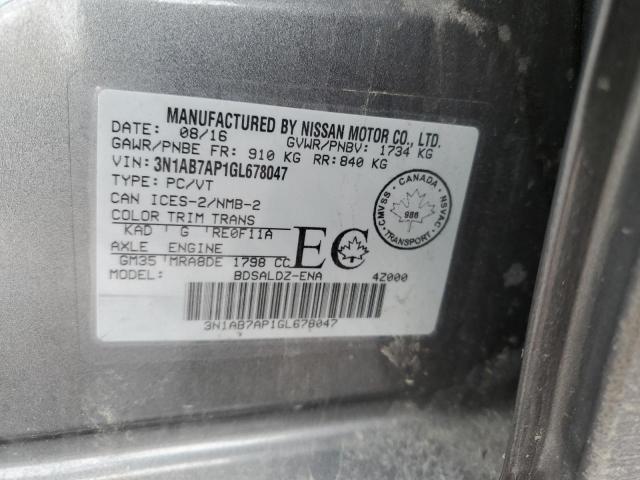 MANUFACTURED BY NISSAN MOTOR CO., LTD.
DATE: 08/16 GVWR/PNBV: 1734 KG
GAWR/PNBE FR: 910 KG RR: 840 KG
VIN: 3N1AB7AP1GL678047
TYPE: PC/VT
CAN ICES-2/NMB-2
COLOR TRIM TRANS
KAD G RE0F11A
AXLE ENGINE
GM35 MRA8DE 1798 CC
EC
MODEL: BDSALDZ-ENA 4Z000
3N1AB7AP1GL678047
CANADA
CMVSS
NSVAC
986